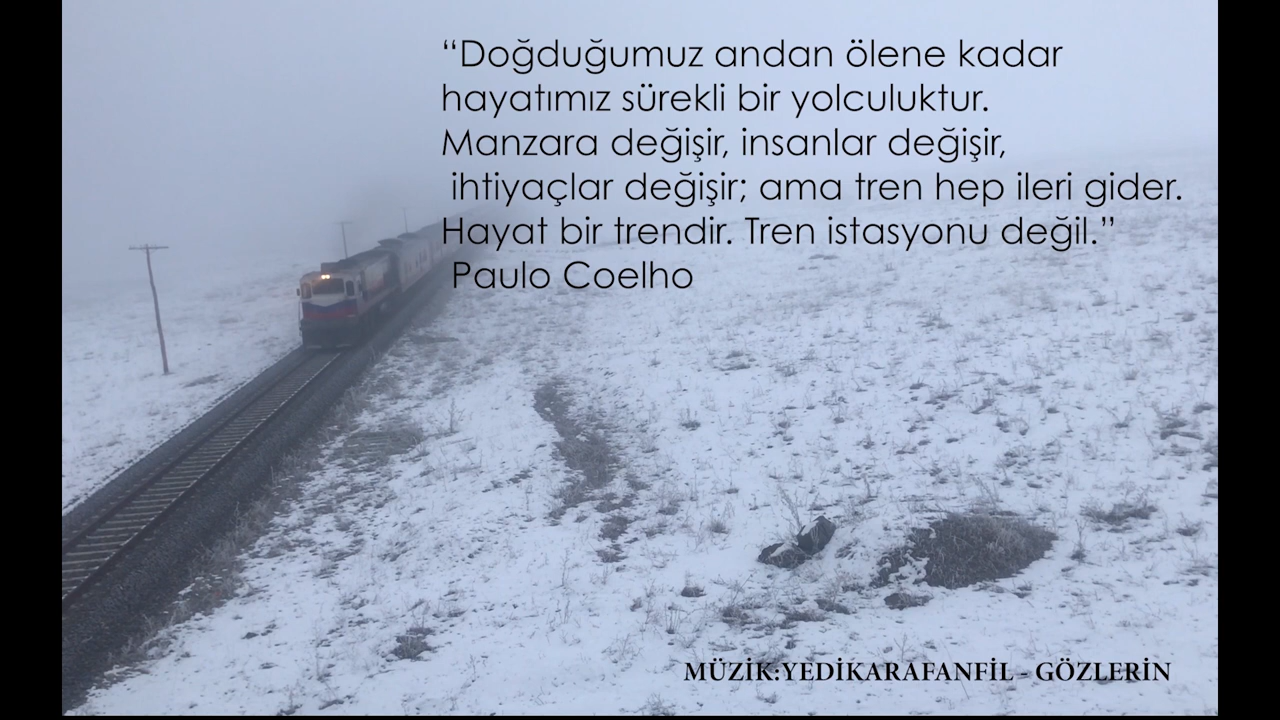 “Doğduğumuz andan ölene kadar
hayatımız sürekli bir yolculuktur.
Manzara değişir, insanlar değişir,
ihtiyaçlar değişir; ama tren hep ileri gider.
Hayat bir trendir. Tren istasyonu değil.”
Paulo Coelho
MÜZİK:YEDİKARAFANFİL - GÖZLERİN